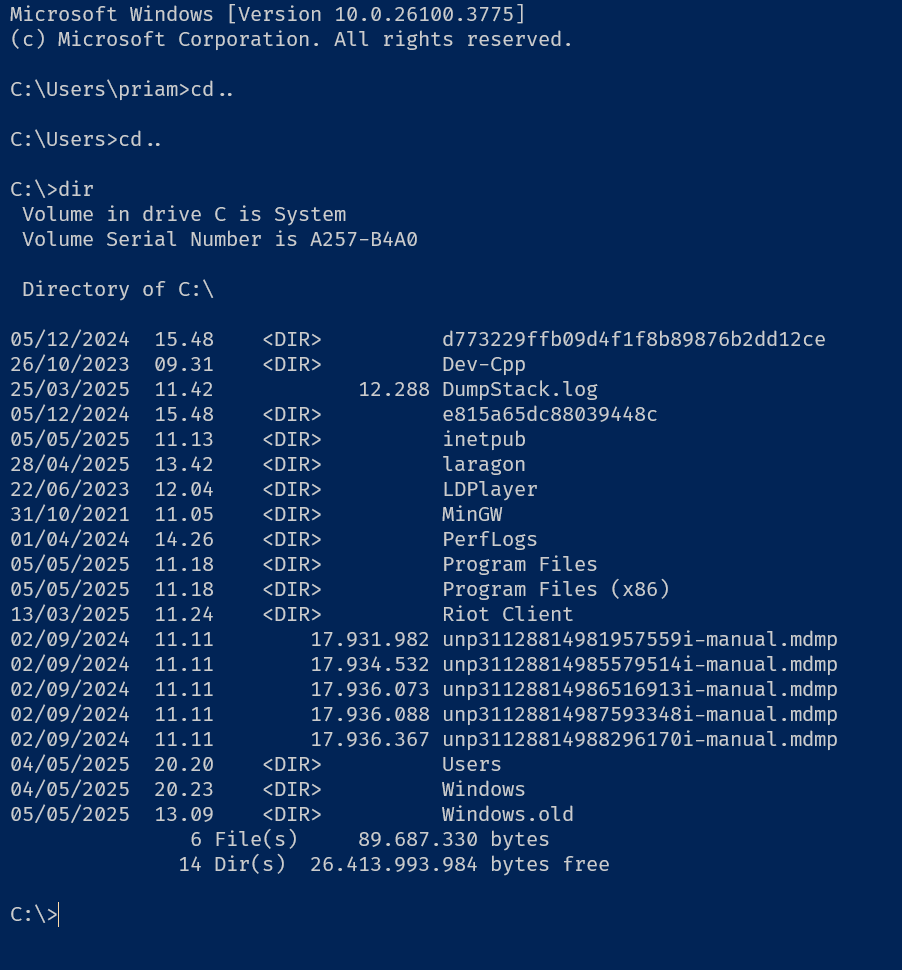 Microsoft Windows [Version 10.0.26100.3775]
(c) Microsoft Corporation. All rights reserved.
C:\Users\priam>cd..
C:\Users>cd..
C:\>dir
Volume in drive C is System
Volume Serial Number is A257-B4A0
Directory of C:\
05/12/2024  15.48    <DIR>          d773229ffb09d4f1f8b89876b2dd12ce
26/10/2023  09.31    <DIR>          Dev-Cpp
25/03/2025  11.42            12.288 DumpStack.log
05/12/2024  15.48    <DIR>          e815a65dc88039448c
05/05/2025  11.13    <DIR>          inetpub
28/04/2025  13.42    <DIR>          laragon
22/06/2023  12.04    <DIR>          LDPlayer
31/10/2021  11.05    <DIR>          MinGW
01/04/2024  14.26    <DIR>          PerfLogs
05/05/2025  11.18    <DIR>          Program Files
05/05/2025  11.18    <DIR>          Program Files (x86)
13/03/2025  11.24    <DIR>          Riot Client
02/09/2024  11.11        17.931.982 unp31128814981957559i-manual.mdmp
02/09/2024  11.11        17.934.532 unp31128814985579514i-manual.mdmp
02/09/2024  11.11        17.936.073 unp31128814986516913i-manual.mdmp
02/09/2024  11.11        17.936.088 unp31128814987593348i-manual.mdmp
02/09/2024  11.11        17.936.367 unp31128814988296170i-manual.mdmp
04/05/2025  20.20    <DIR>          Users
04/05/2025  20.23    <DIR>          Windows
05/05/2025  13.09    <DIR>          Windows.old
6 File(s)     89.687.330 bytes
14 Dir(s)  26.413.993.984 bytes free
C:\>